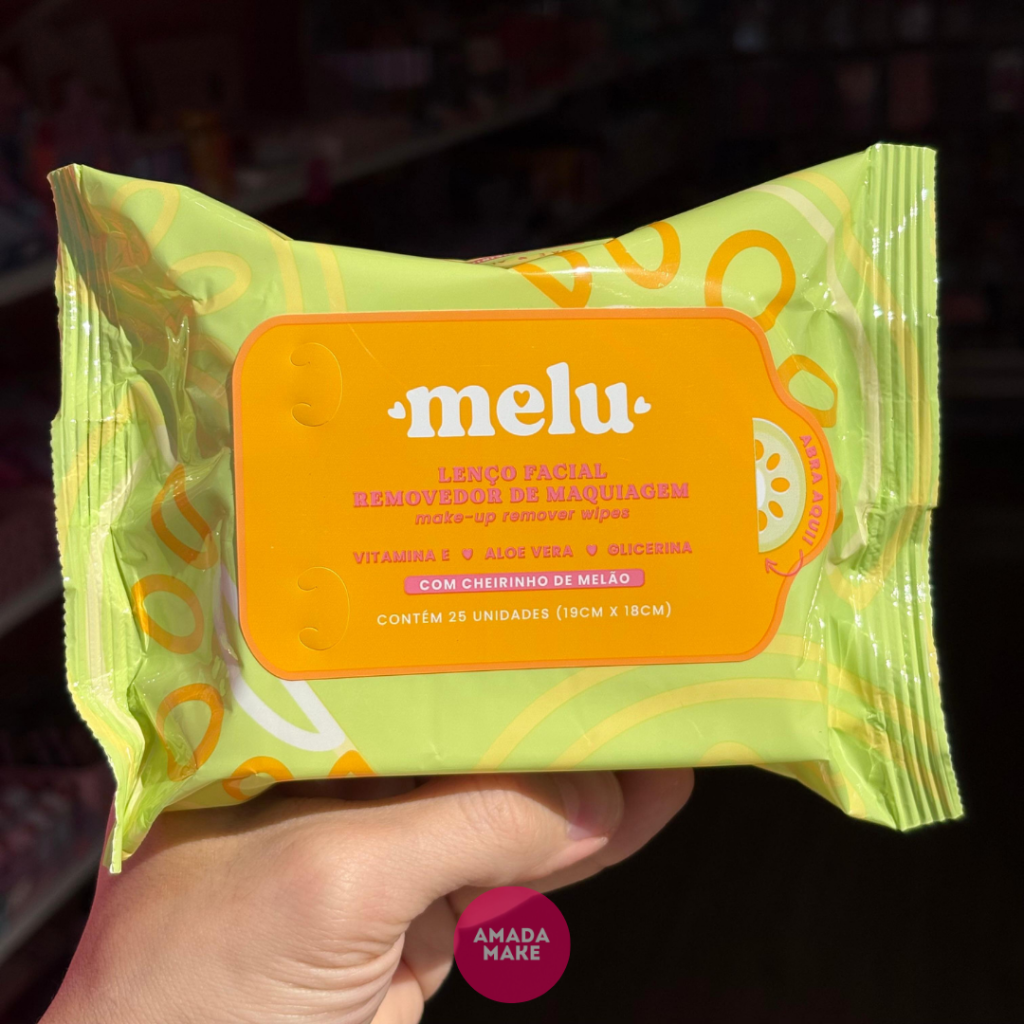 melu
LENÇO FACIAL
REMOVEDOR DE MAQUIAGEM
make-up remover wipes
VITAMINA E ALOE VERA GLICERINA
COM CHEIRINHO DE MELÃO
CONTÉM 25 UNIDADES (19CM X 18CM)
ABRA AQUI!
AMADA
MAKE